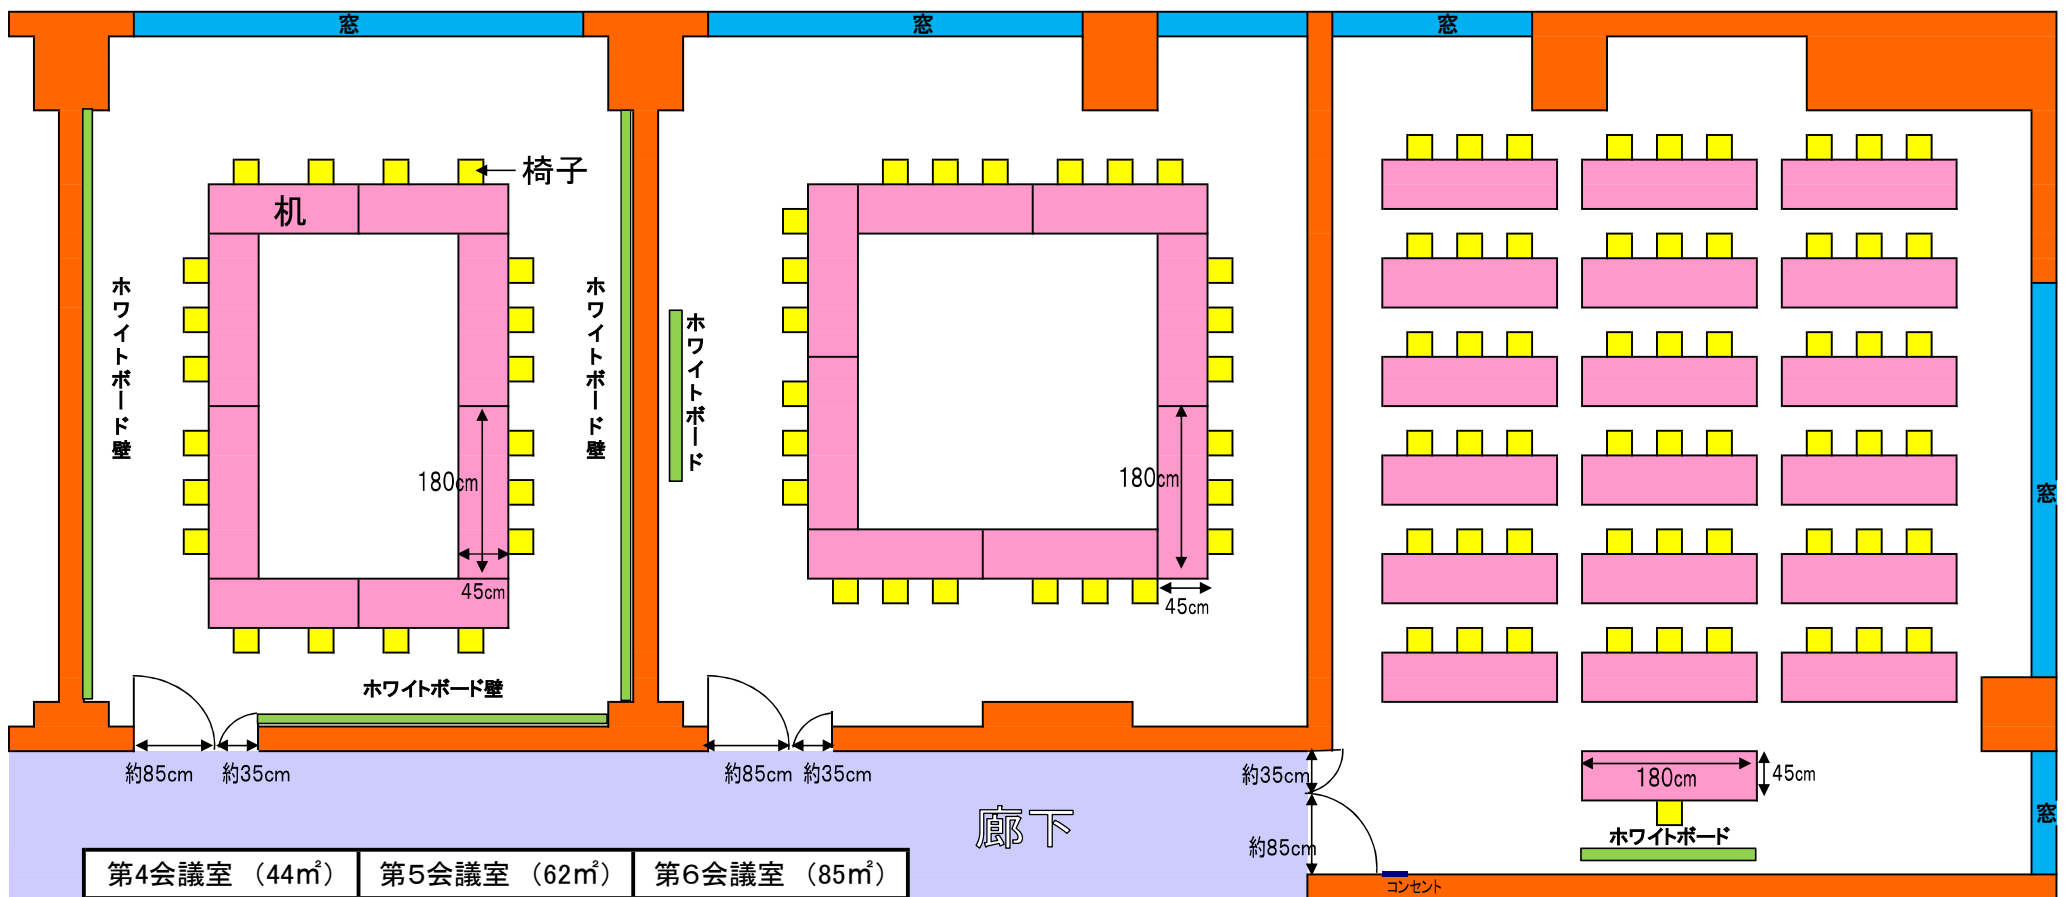 窓
窓
窓
椅子
机
ホワイトボード壁
ホワイトボード壁
ホワイトボード
180cm
45cm
180cm
45cm
ホワイトボード壁
窓
約85cm
約35cm
約85cm
約35cm
約35cm
約85cm
180cm
45cm
窓
廊下
ホワイトボード
コンセント
第4会議室 （44㎡）
第5会議室 （62㎡）
第6会議室 （85㎡）